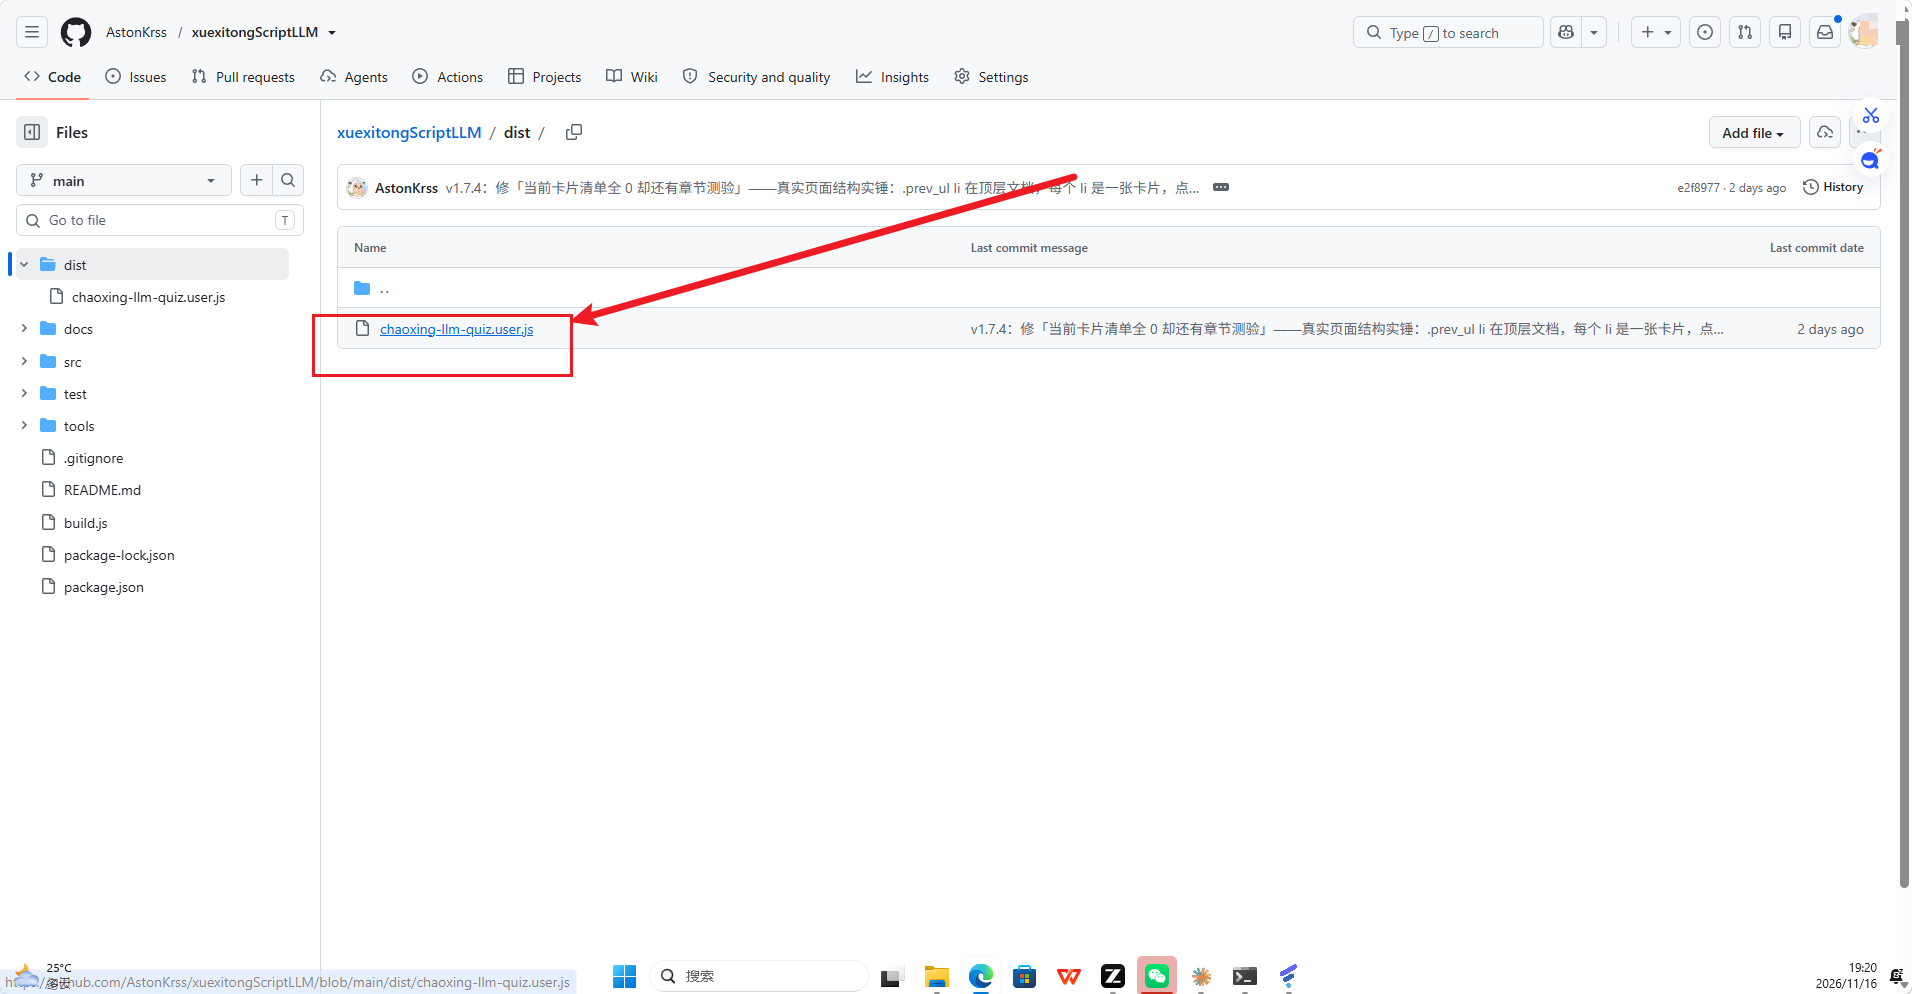 AstonKrss / xuexitongScriptLLM
Type / to search
Code
Issues
Pull requests
Agents
Actions
Projects
Wiki
Security and quality
Insights
Settings
Files
main
Go to file
T
dist
chaoxing-llm-quiz.user.js
docs
src
test
tools
.gitignore
README.md
build.js
package-lock.json
package.json
xuexitongScriptLLM / dist /
Add file
AstonKrss v1.7.4：修「当前卡片清单全 0 却还有章节测验」——真实页面结构实锤：.prev_ul li 在顶层文档，每个 li 是一张卡片，点...
e2f8977 · 2 days ago
History
Name Last commit message Last commit date
..
chaoxing-llm-quiz.user.js v1.7.4：修「当前卡片清单全 0 却还有章节测验」——真实页面结构实锤：.prev_ul li 在顶层文档，每个 li 是一张卡片，点... 2 days ago
25°C
https://github.com/AstonKrss/xuexitongScriptLLM/blob/main/dist/chaoxing-llm-quiz.user.js
搜索
19:20
2026/11/16